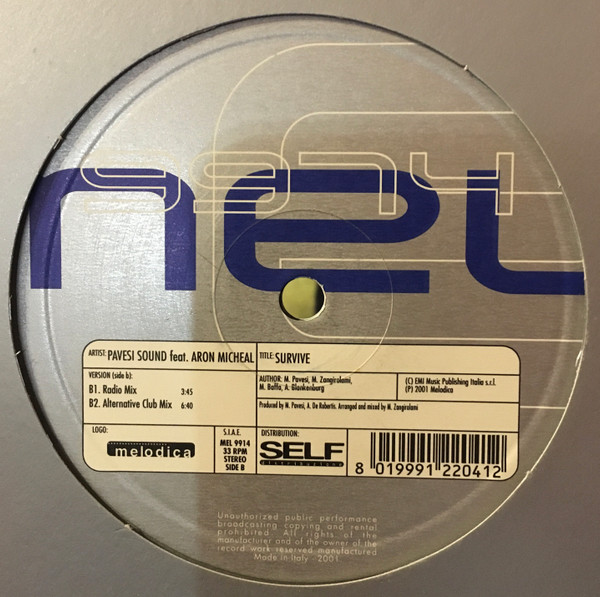 nel
ARTIST: PAVESI SOUND feat. ARON MICHEAL
TITLE: SURVIVE
VERSION (side b):
B1. Radio Mix 3:45
B2. Alternative Club Mix 6:40
AUTHOR: M. Pavesi, M. Zangirolami,
M. Baffa, A. Blankenburg
(C) EMI Music Publishing Italia s.r.l.
(P) 2001 Melodica
Produced by M. Pavesi, A. De Robertis. Arranged and mixed by M. Zangirolami
LOGO:
melodica
S.I.A.E.
MEL 9914
33 RPM
STEREO
SIDE B
DISTRIBUTION:
SELF
distribuzione
8 019991 220412
Unauthorized public performance
broadcasting copying and rental
prohibited. All rights of the
manufacturer and of the owner of the
record work reserved manufactured
Made in Italy -2001